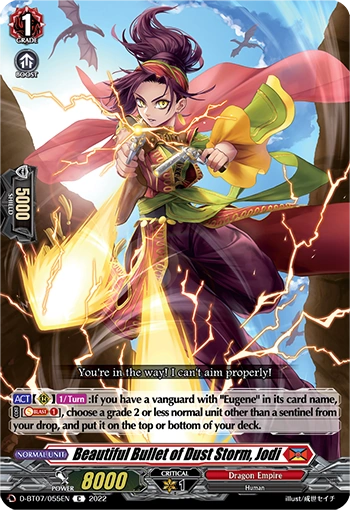 1
GRADE
BOOST
5000
SHIELD
You're in the way! I can't aim properly!
ACT 1/Turn :If you have a vanguard with "Eugene" in its card name,
[SOUL BLAST 1], choose a grade 2 or less normal unit other than a sentinel from
your drop, and put it on the top or bottom of your deck.
NORMAL UNIT
Beautiful Bullet of Dust Storm, Jodi
POWER 8000
CRITICAL
1
Dragon Empire
Human
D-BT07/055EN C 2022
illust/成世セイチ